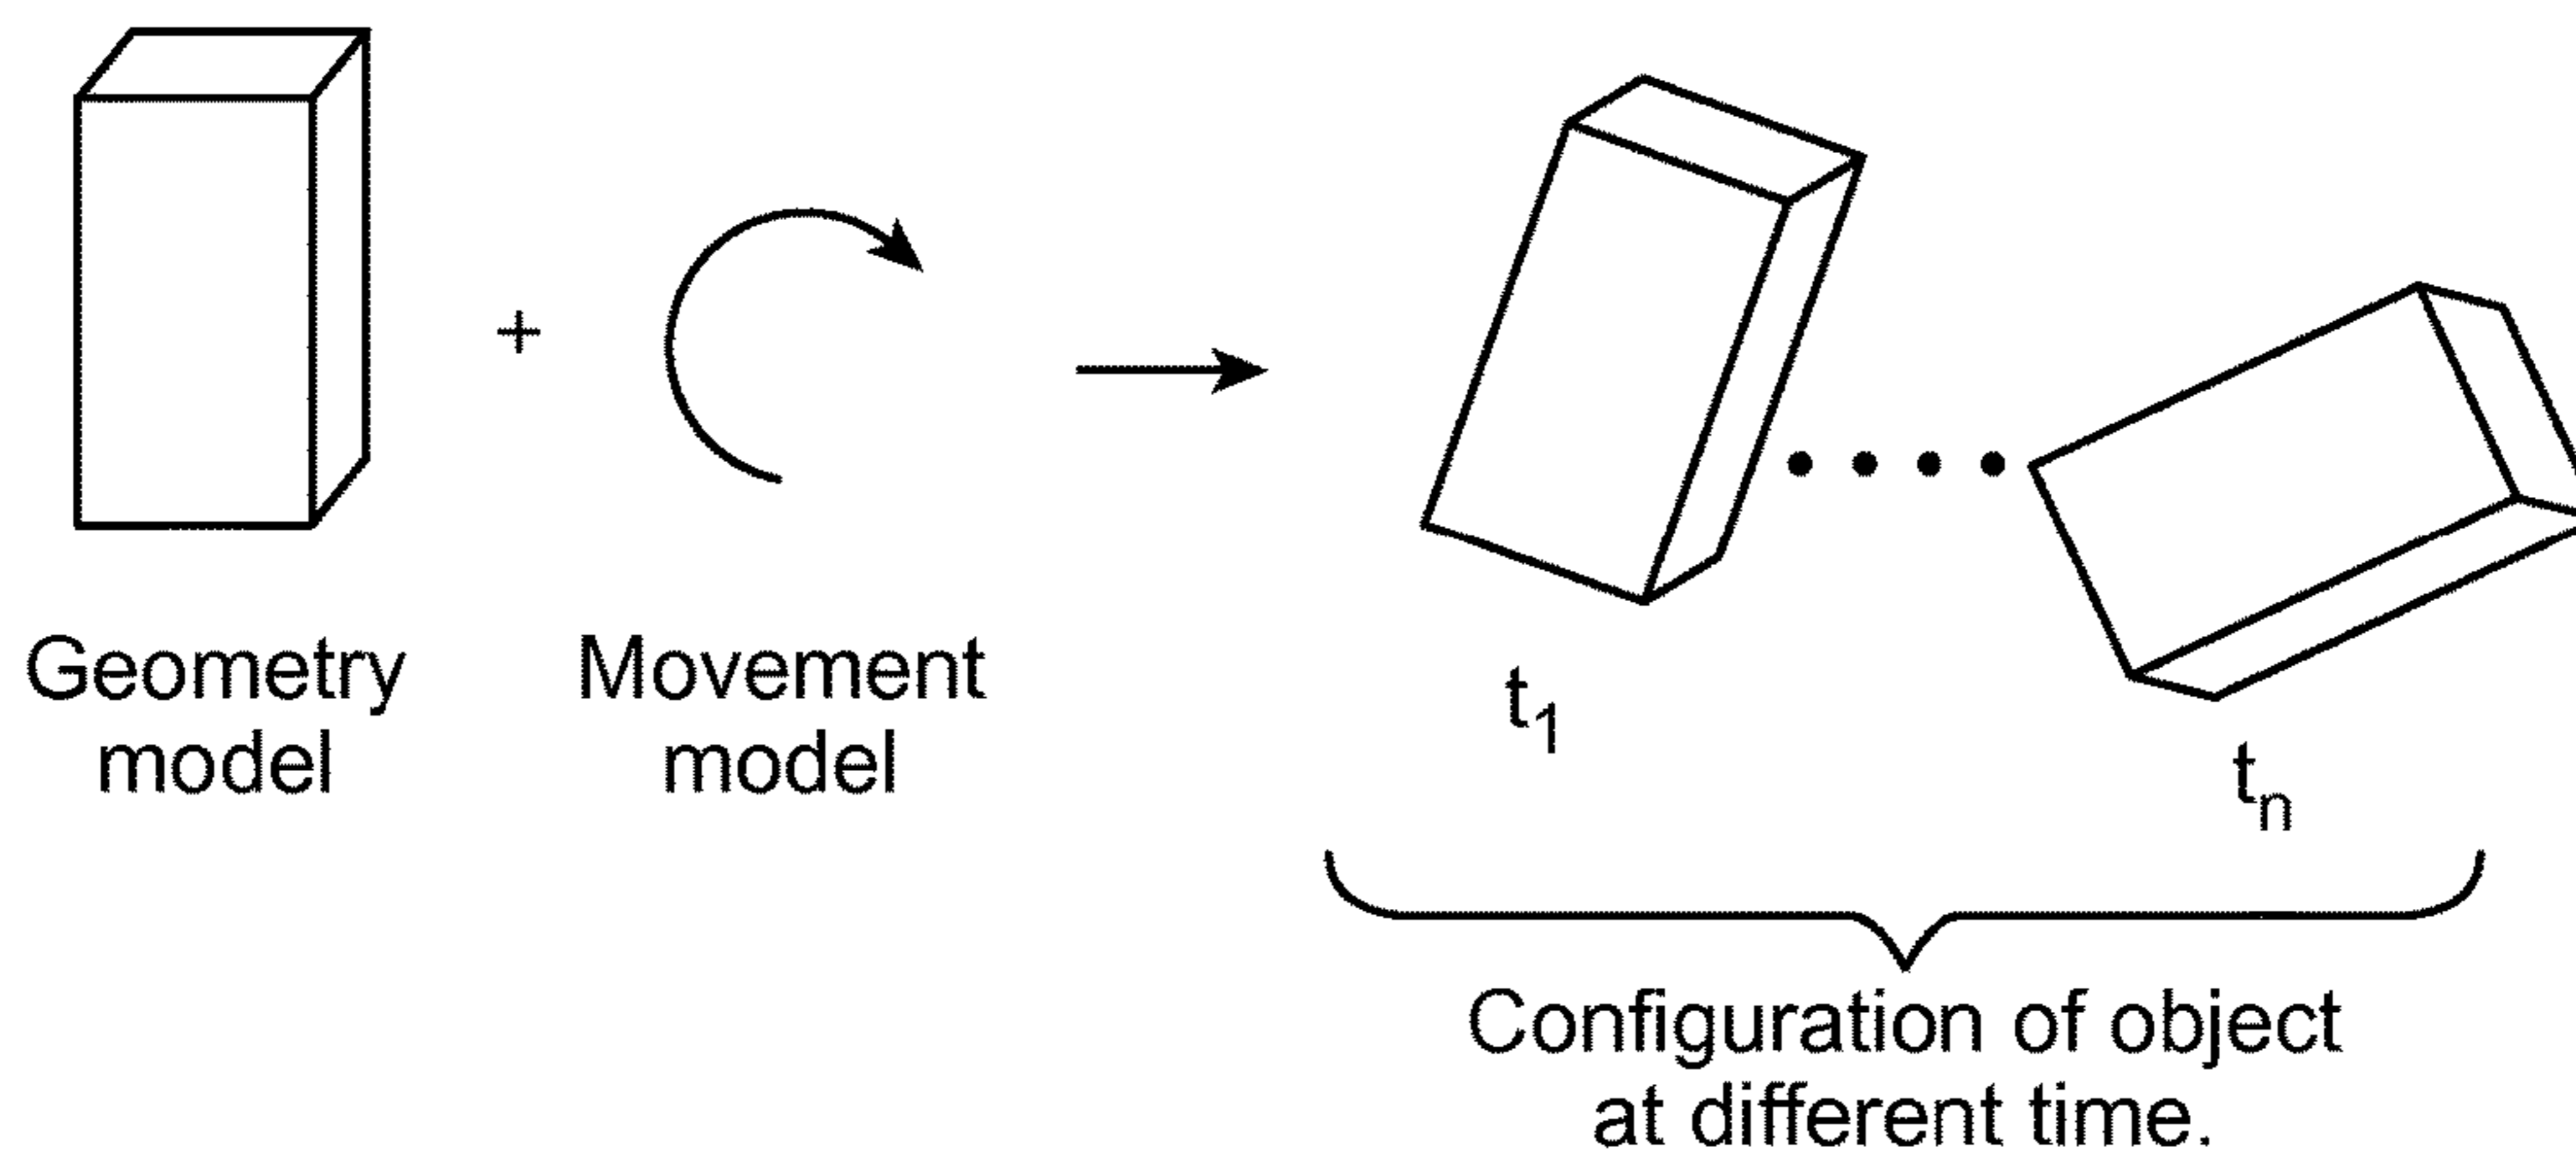 +
Geometry
model
Movement
model
t1
tn
Configuration of object
at different time.